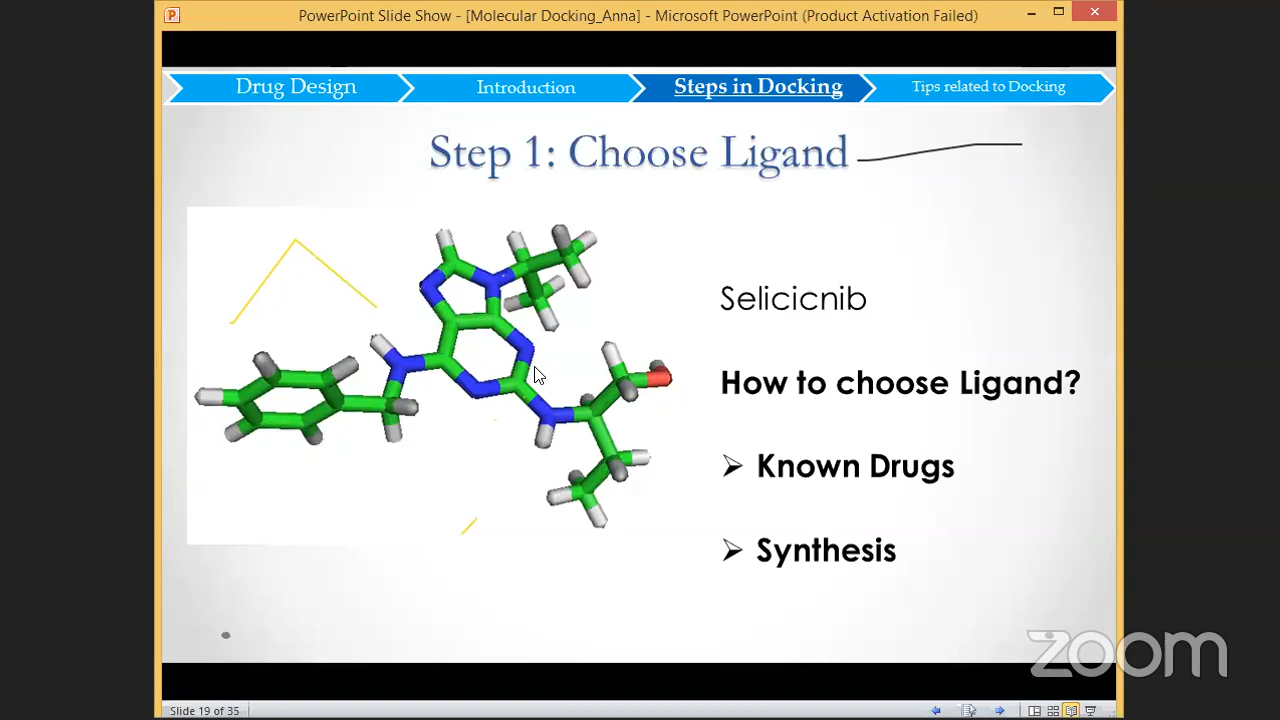 PowerPoint Slide Show - [Molecular Docking_Anna] - Microsoft PowerPoint (Product Activation Failed)
Drug Design Introduction Steps in Docking Tips related to Docking
Step 1: Choose Ligand
Selicicnib
How to choose Ligand?
Known Drugs
Synthesis
zoom
Slide 19 of 35